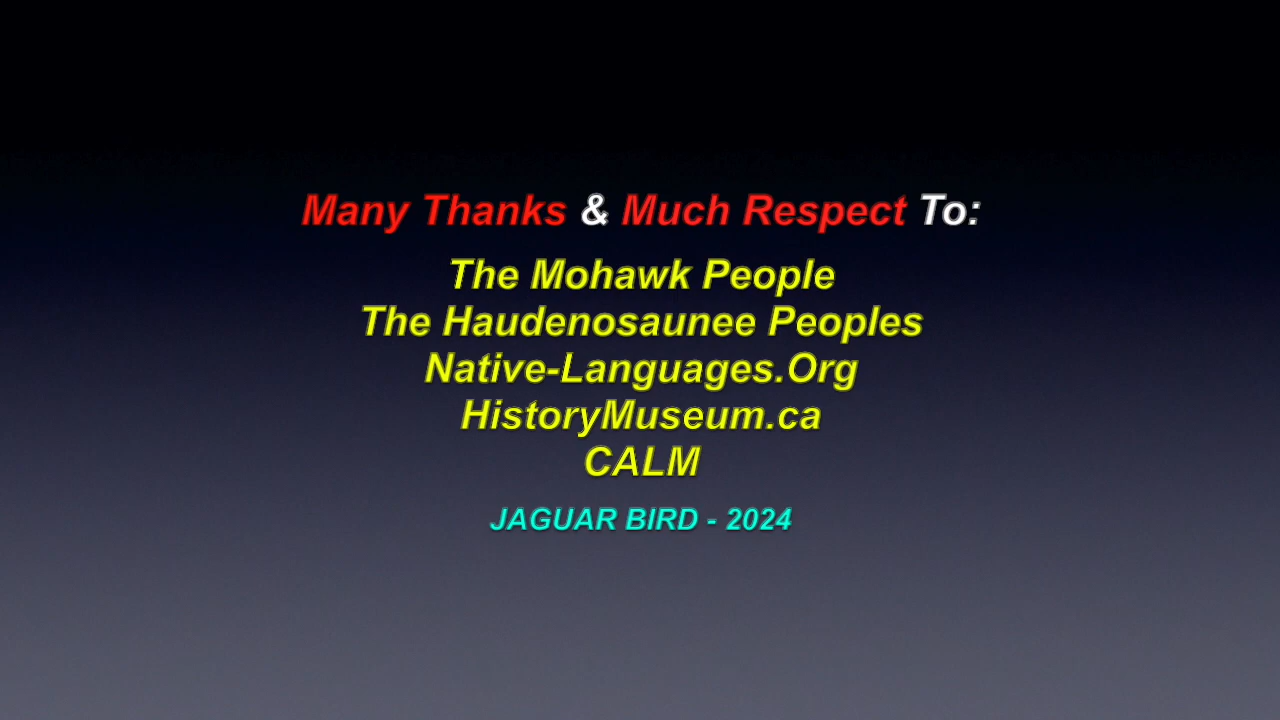 Many Thanks & Much Respect To:
The Mohawk People
The Haudenosaunee Peoples
Native-Languages.Org
HistoryMuseum.ca
CALM
JAGUAR BIRD - 2024